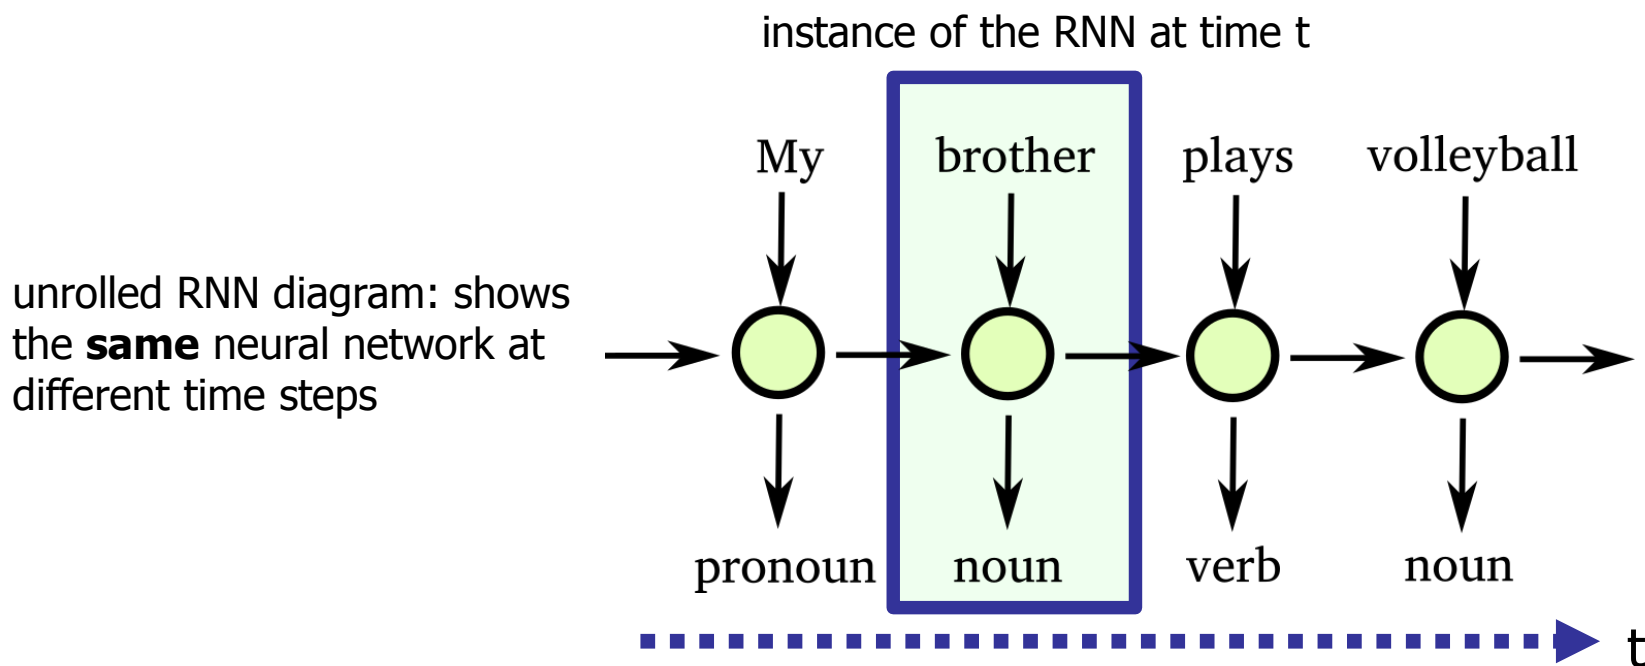 instance of the RNN at time t
My brother plays volleyball
unrolled RNN diagram: shows
the same neural network at
different time steps
pronoun noun verb noun
t